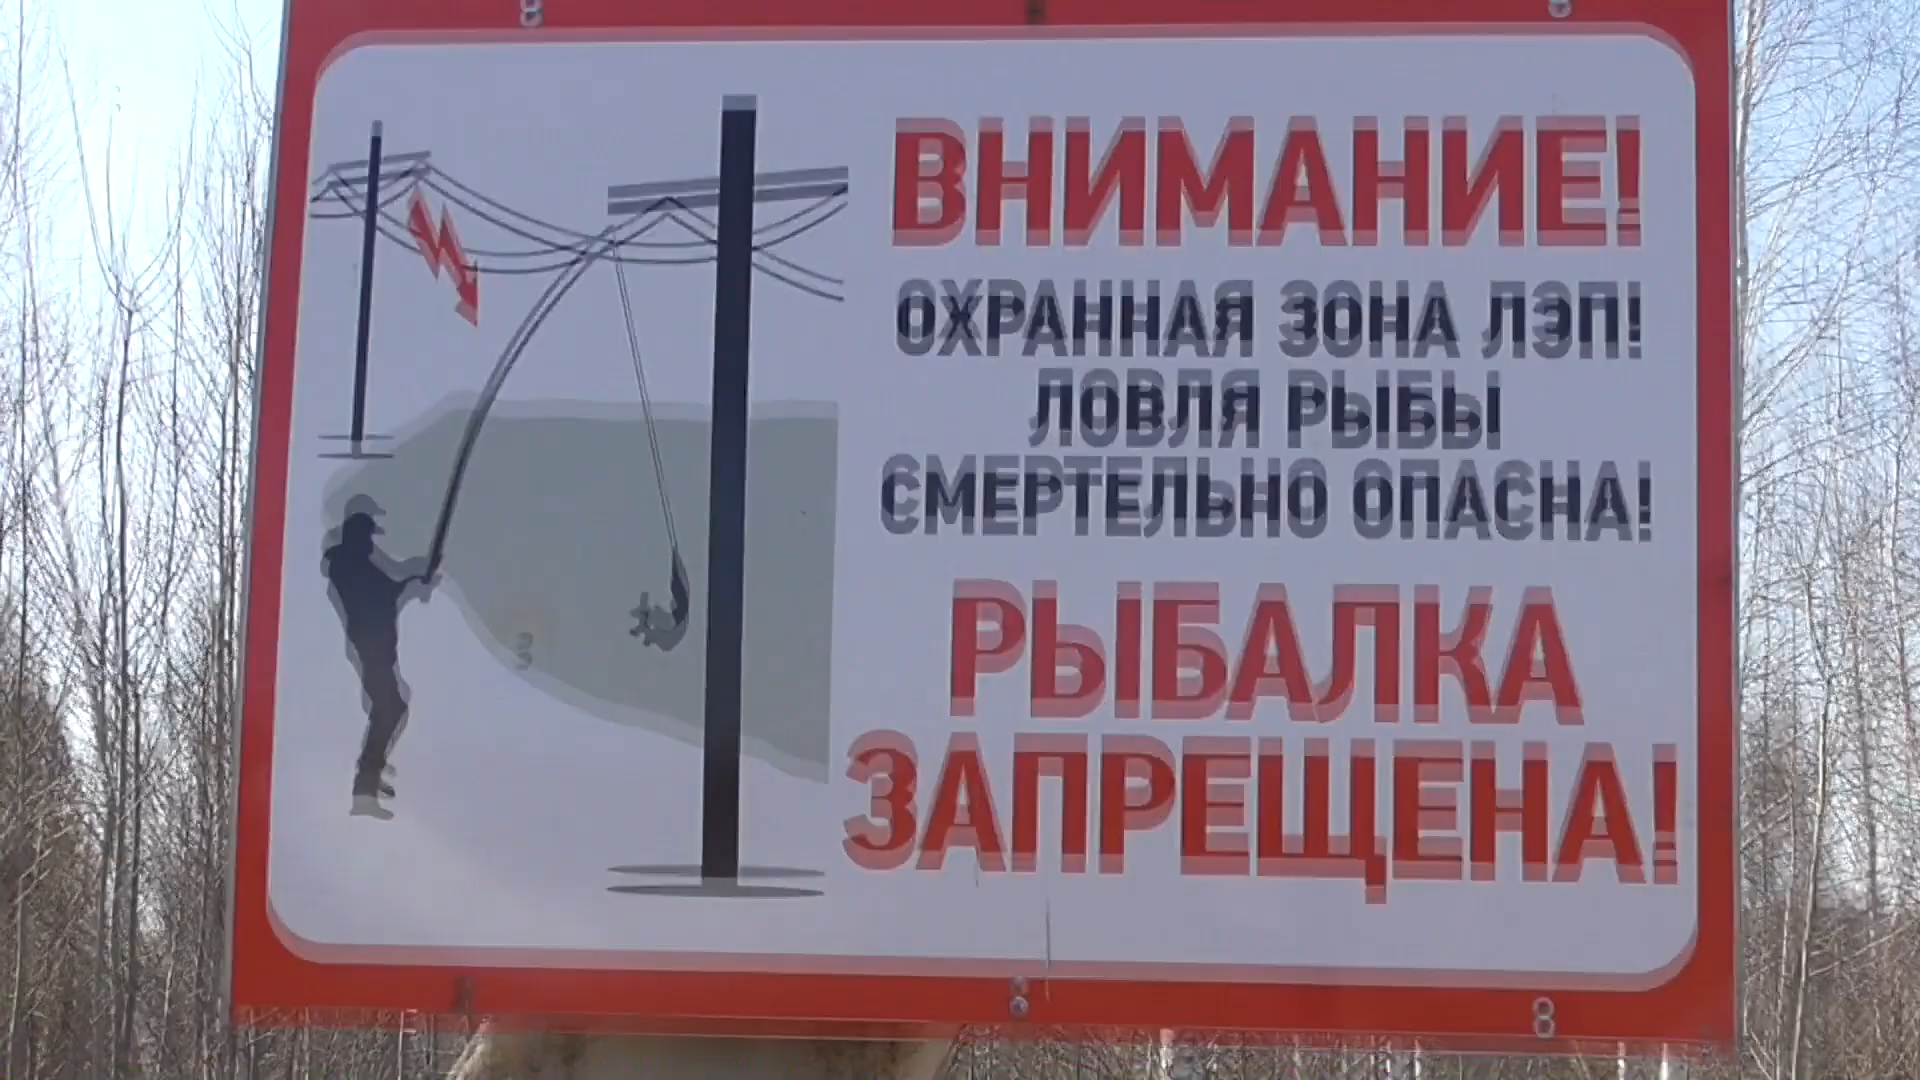 ВНИМАНИЕ!
ОХРАННАЯ ЗОНА ЛЭП!
ЛОВЛЯ РЫБЫ
СМЕРТЕЛЬНО ОПАСНА!
РЫБАЛКА
ЗАПРЕЩЕНА!